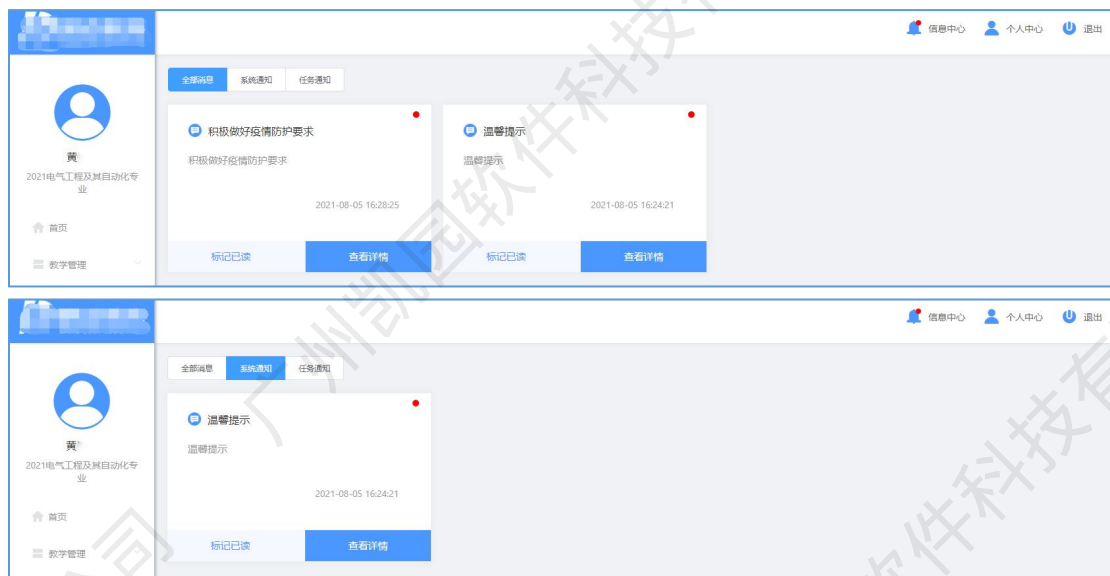 信息中心 个人中心 退出
全部消息 系统通知 任务通知
黄
2021电气工程及其自动化专
业
首页
教学管理
积极做好疫情防护要求
积极做好疫情防护要求
2021-08-05 16:28:25
标记已读 查看详情
温馨提示
温馨提示
2021-08-05 16:24:21
标记已读 查看详情
信息中心 个人中心 退出
全部消息 系统通知 任务通知
黄
2021电气工程及其自动化专
业
首页
教学管理
温馨提示
温馨提示
2021-08-05 16:24:21
标记已读 查看详情
广州凯园软件科技
软件科技有
公司